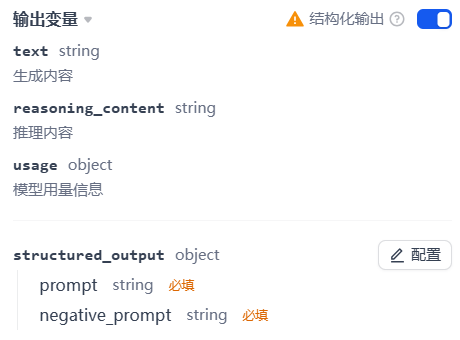 输出变量 结构化输出
text string
生成内容
reasoning_content string
推理内容
usage object
模型用量信息
structured_output object 配置
prompt string 必填
negative_prompt string 必填